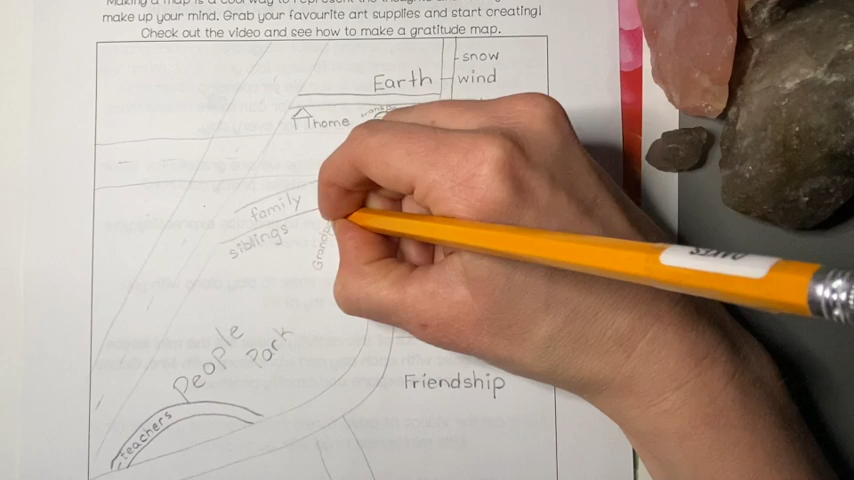 make up your mind. Grab your favourite art supplies and start creating!
Check out the video and see how to make a gratitude map.
snow
Earth
wind
home
family
siblings
People
Park
teachers
Friendship